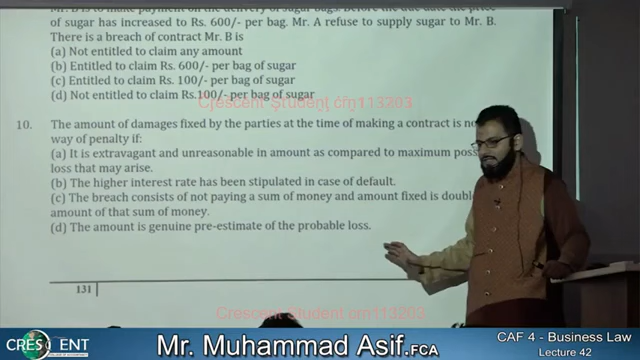 Mr. B is to make payment on the delivery of sugar bags. Before the due date the price
of sugar has increased to Rs. 600/- per bag. Mr. A refuse to supply sugar to Mr. B.
There is a breach of contract Mr. B is
(a) Not entitled to claim any amount
(b) Entitled to claim Rs. 600/- per bag of sugar
(c) Entitled to claim Rs. 100/- per bag of sugar
(d) Not entitled to claim Rs.100/- per bag of sugar
Crescent Student cm113203
10. The amount of damages fixed by the parties at the time of making a contract is
way of penalty if:
(a) It is extravagant and unreasonable in amount as compared to maximum
loss that may arise.
(b) The higher interest rate has been stipulated in case of default.
(c) The breach consists of not paying a sum of money and amount fixed is
amount of that sum of money.
(d) The amount is genuine pre-estimate of the probable loss.
131
Crescent Student cm113203
CRESCENT
Mr. Muhammad Asif.FCA
CAF 4 - Business Law
Lecture 42